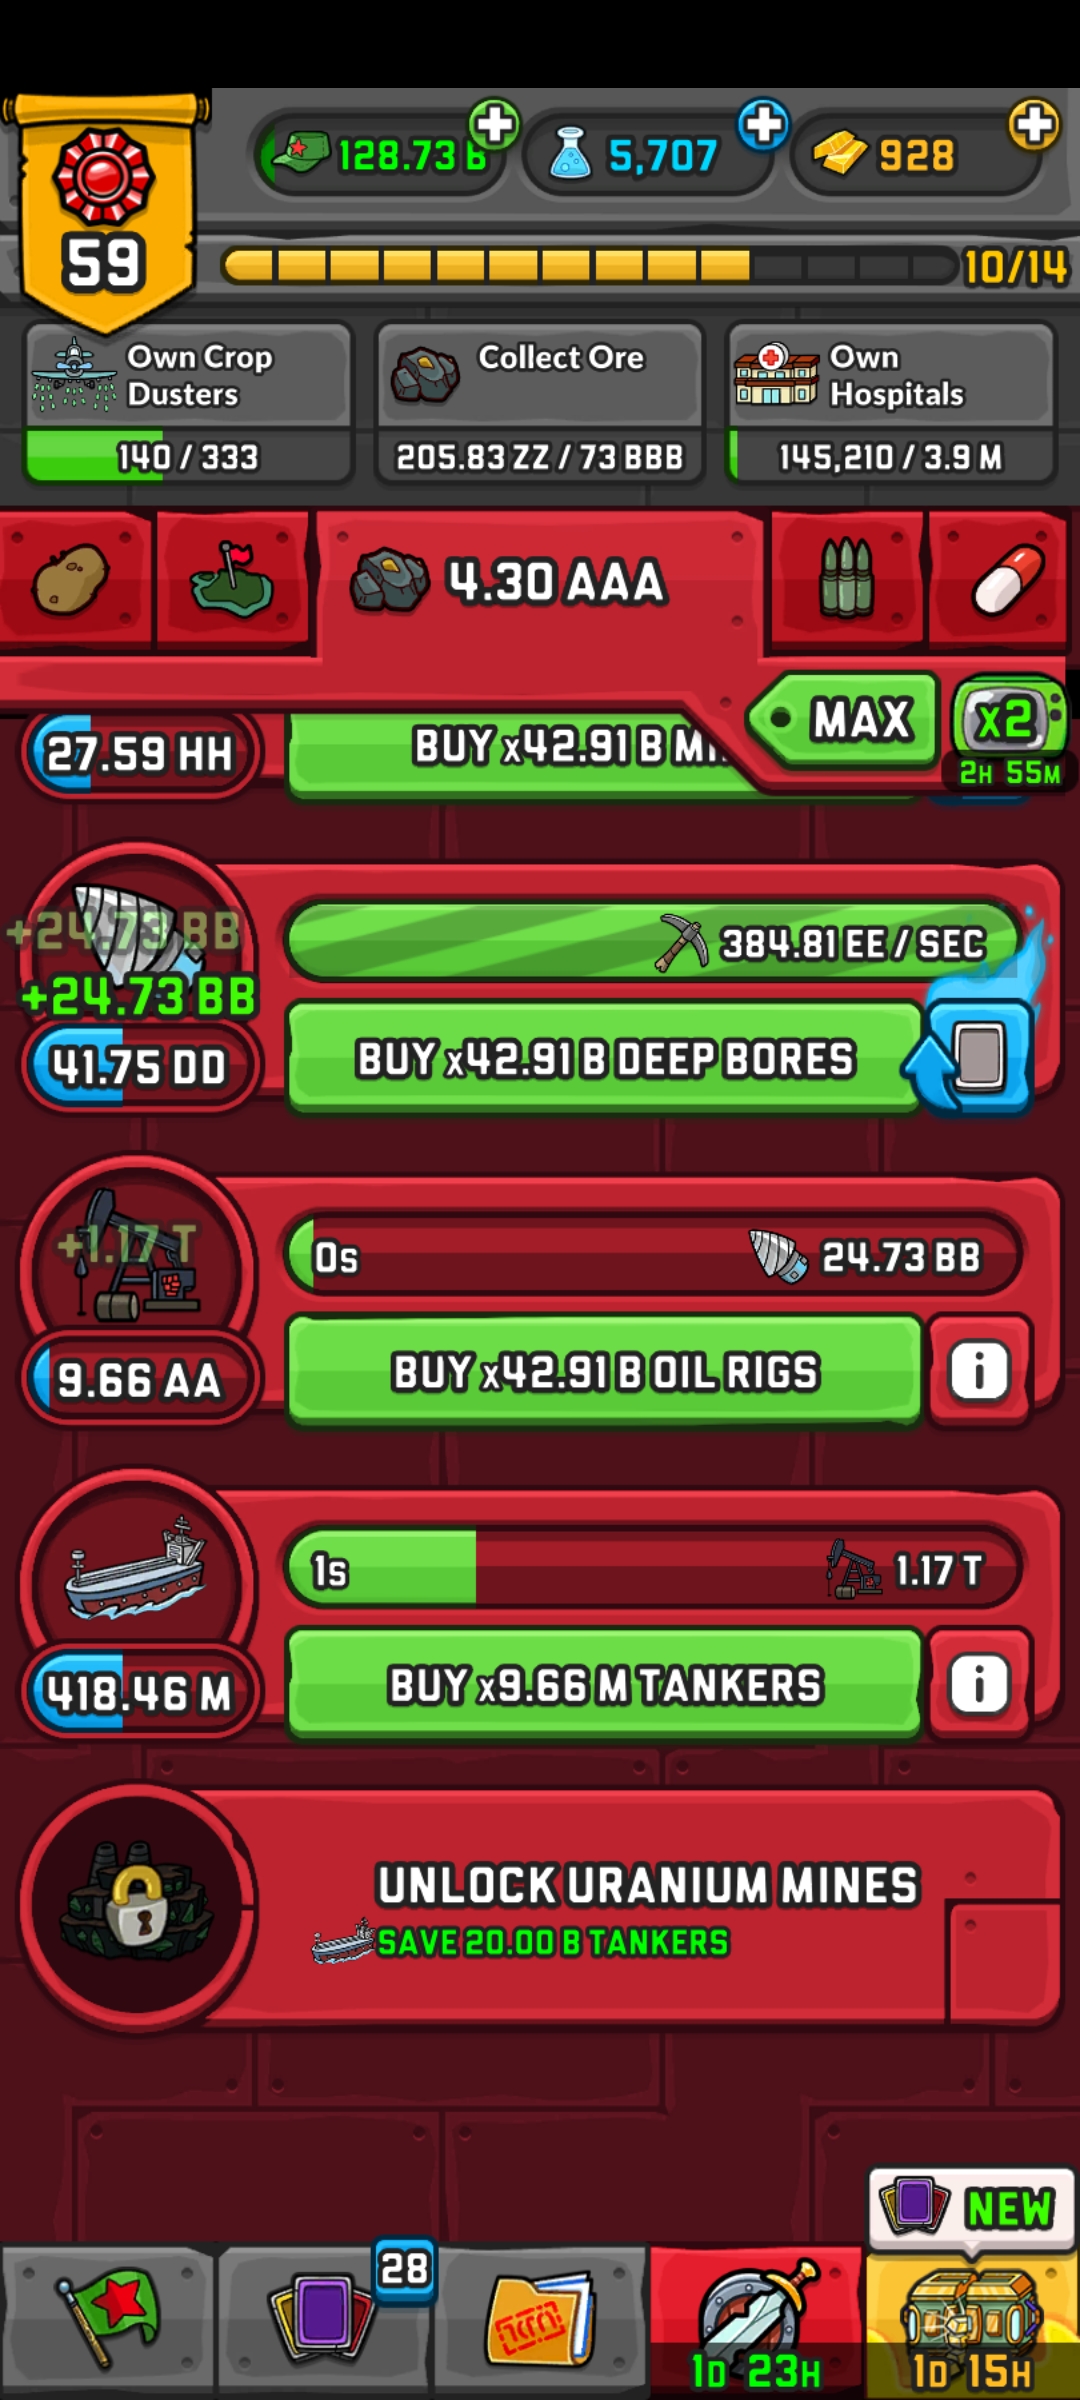 128.73 B
5,707
928
59
10/14
Own Crop
Dusters
140 / 333
Collect Ore
205.83 ZZ / 73 BBB
Own
Hospitals
145,210 / 3.9 M
4.30 AAA
MAX
x2
2H 55M
27.59 HH
BUY x42.91 B
+24.73 BB
+24.73 BB
384.81 EE / SEC
41.75 DD
BUY x42.91 B DEEP BORES
+1.17 T
0s
24.73 BB
9.66 AA
BUY x42.91 B OIL RIGS
i
1s
1.17 T
418.46 M
BUY x9.66 M TANKERS
i
UNLOCK URANIUM MINES
SAVE 20.00 B TANKERS
NEW
28
1D 23H
1D 15H